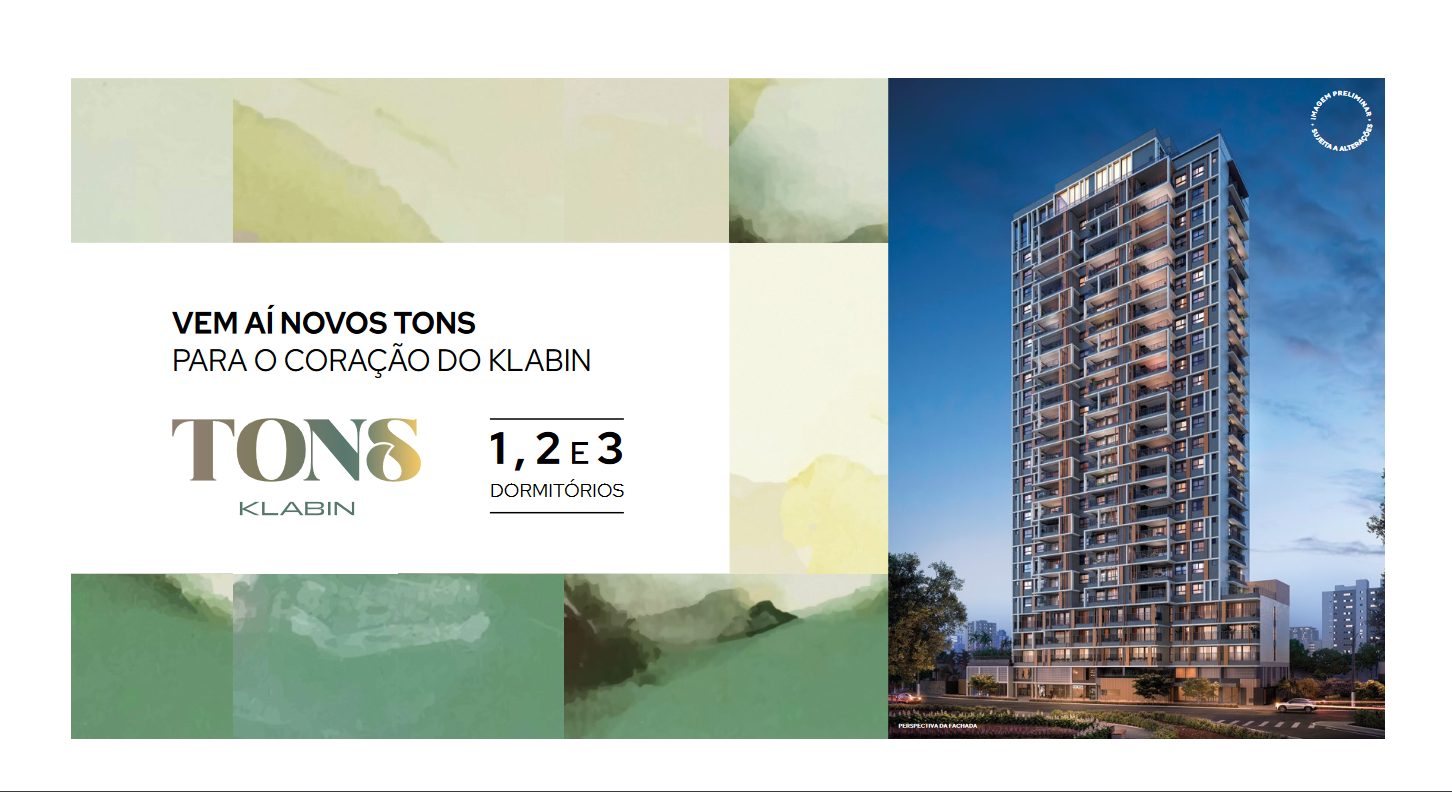 VEM AÍ NOVOS TONS
PARA O CORAÇÃO DO KLABIN
TONS
KLABIN
1, 2 E 3
DORMITÓRIOS
• IMAGEM PRELIMINAR •
SUJEITA A ALTERAÇÕES
PERSPECTIVA DA FACHADA